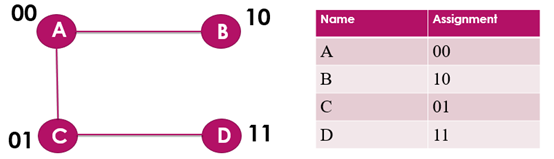 00 A B 10
01 C D 11
Name Assignment
A 00
B 10
C 01
D 11